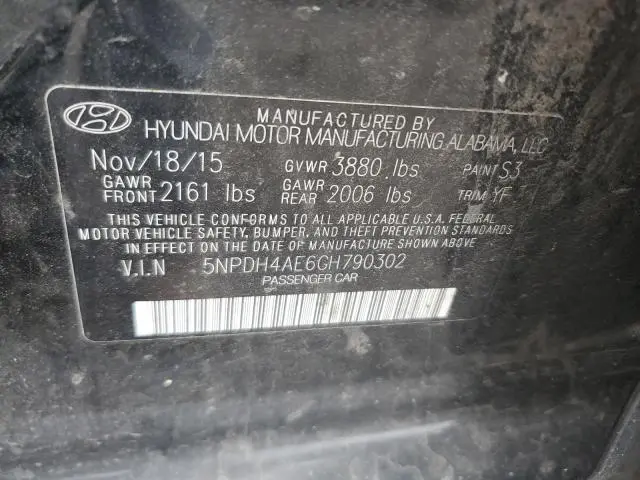 MANUFACTURED BY
HYUNDAI MOTOR MANUFACTURING ALABAMA, LLC
Nov/18/15 GVWR 3880 lbs PAINT S3
GAWR FRONT 2161 lbs GAWR REAR 2006 lbs TRIM YF
THIS VEHICLE CONFORMS TO ALL APPLICABLE U.S.A. FEDERAL
MOTOR VEHICLE SAFETY, BUMPER, AND THEFT PREVENTION STANDARDS
IN EFFECT ON THE DATE OF MANUFACTURE SHOWN ABOVE.
V.I.N 5NPDH4AE6GH790302
PASSENGER CAR